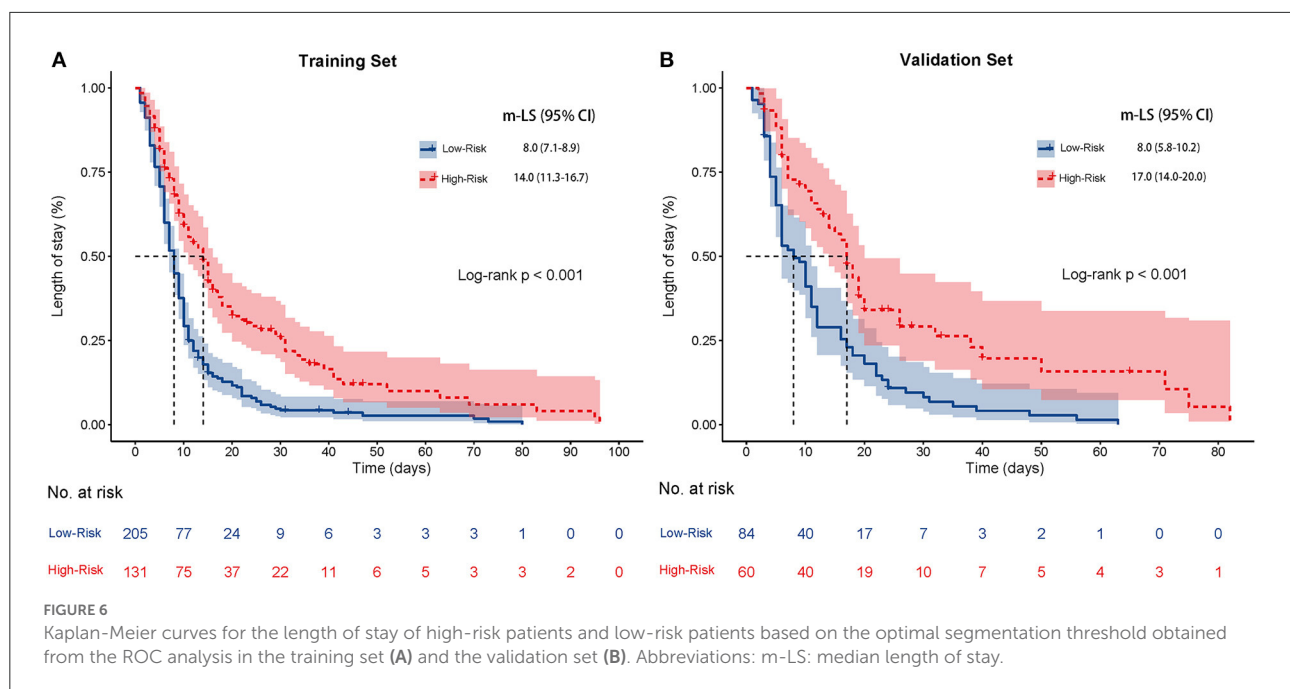 A
Training Set
m-LS (95% CI)
Low-Risk 8.0 (7.1-8.9)
High-Risk 14.0 (11.3-16.7)
Log-rank p < 0.001
Length of stay (%)
1.00
0.75
0.50
0.25
0.00
0 10 20 30 40 50 60 70 80 90 100
Time (days)
No. at risk
Low-Risk 205 77 24 9 6 3 3 3 1 0 0
High-Risk 131 75 37 22 11 6 5 3 3 2 0
B
Validation Set
m-LS (95% CI)
Low-Risk 8.0 (5.8-10.2)
High-Risk 17.0 (14.0-20.0)
Log-rank p < 0.001
Length of stay (%)
1.00
0.75
0.50
0.25
0.00
0 10 20 30 40 50 60 70 80
Time (days)
No. at risk
Low-Risk 84 40 17 7 3 2 1 0 0
High-Risk 60 40 19 10 7 5 4 3 1
FIGURE 6
Kaplan-Meier curves for the length of stay of high-risk patients and low-risk patients based on the optimal segmentation threshold obtained
from the ROC analysis in the training set (A) and the validation set (B). Abbreviations: m-LS: median length of stay.